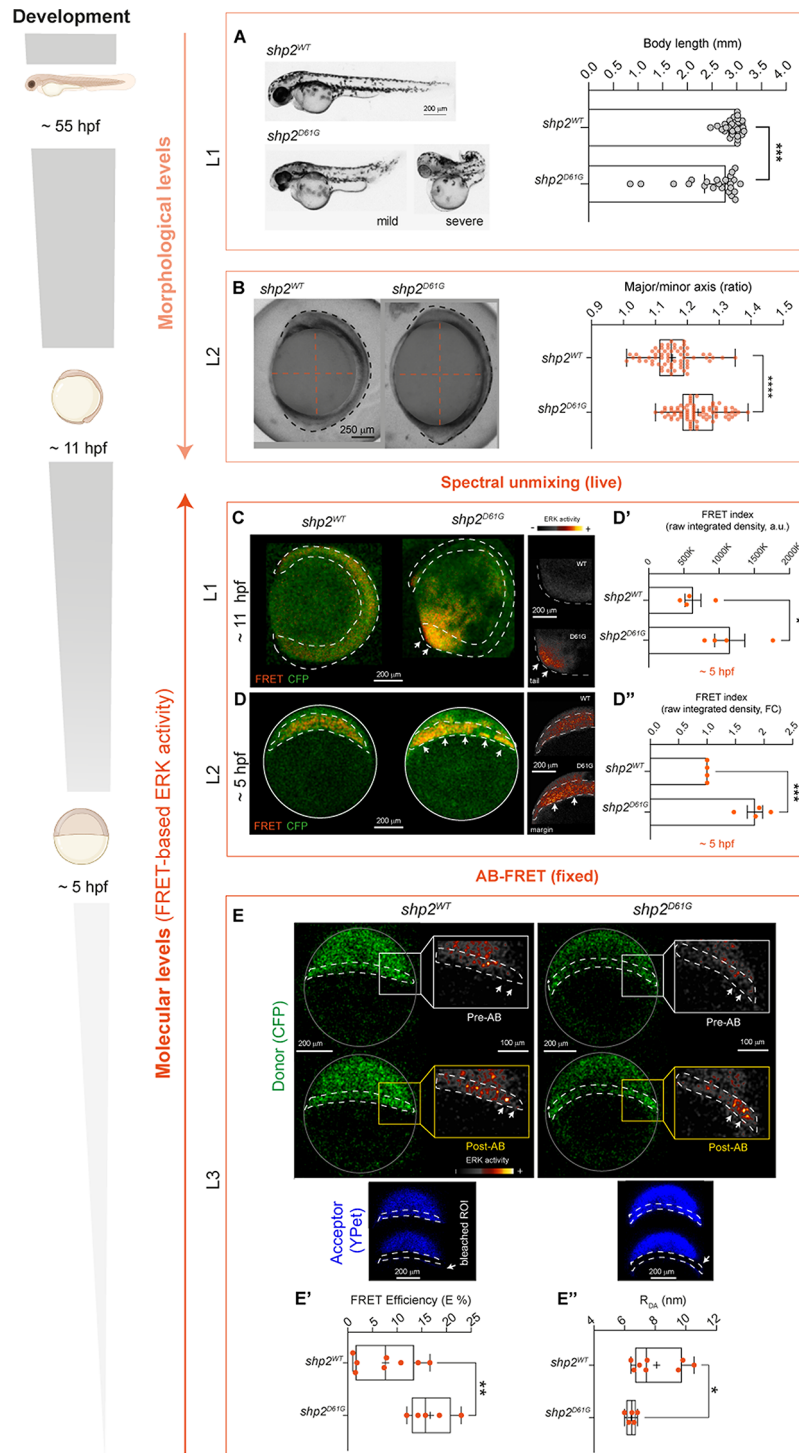 Development
~ 55 hpf
~ 11 hpf
~ 5 hpf
Morphological levels
Molecular levels (FRET-based ERK activity)
L1
A
shp2WT
200 µm
shp2D61G
mild
severe
Body length (mm)
0.0 0.5 1.0 1.5 2.0 2.5 3.0 3.5 4.0
shp2WT
shp2D61G
***
L2
B
shp2WT
shp2D61G
250 µm
Major/minor axis (ratio)
0.9 1.0 1.1 1.2 1.3 1.4 1.5
shp2WT
shp2D61G
****
Spectral unmixing (live)
L1
~ 11 hpf
C
shp2WT
shp2D61G
FRET CFP
200 µm
ERK activity
- +
WT
200 µm
D61G
tail
D'
FRET index
(raw integrated density, a.u.)
0 500K 1000K 1500K 2000K
shp2WT
shp2D61G
~ 5 hpf
L2
~ 5 hpf
D
FRET CFP
200 µm
WT
200 µm
D61G
margin
D"
FRET index
(raw integrated density, FC)
0.0 0.5 1.0 1.5 2.0 2.5
shp2WT
shp2D61G
***
~ 5 hpf
AB-FRET (fixed)
L3
E
shp2WT
shp2D61G
Donor (CFP)
Pre-AB
200 µm
100 µm
Pre-AB
200 µm
100 µm
Post-AB
ERK activity
- +
Post-AB
Acceptor
(YPet)
bleached ROI
200 µm
200 µm
E'
FRET Efficiency (E %)
0 5 10 15 20 25
shp2WT
shp2D61G
**
E"
RDA (nm)
4 6 8 10 12
shp2WT
shp2D61G
*